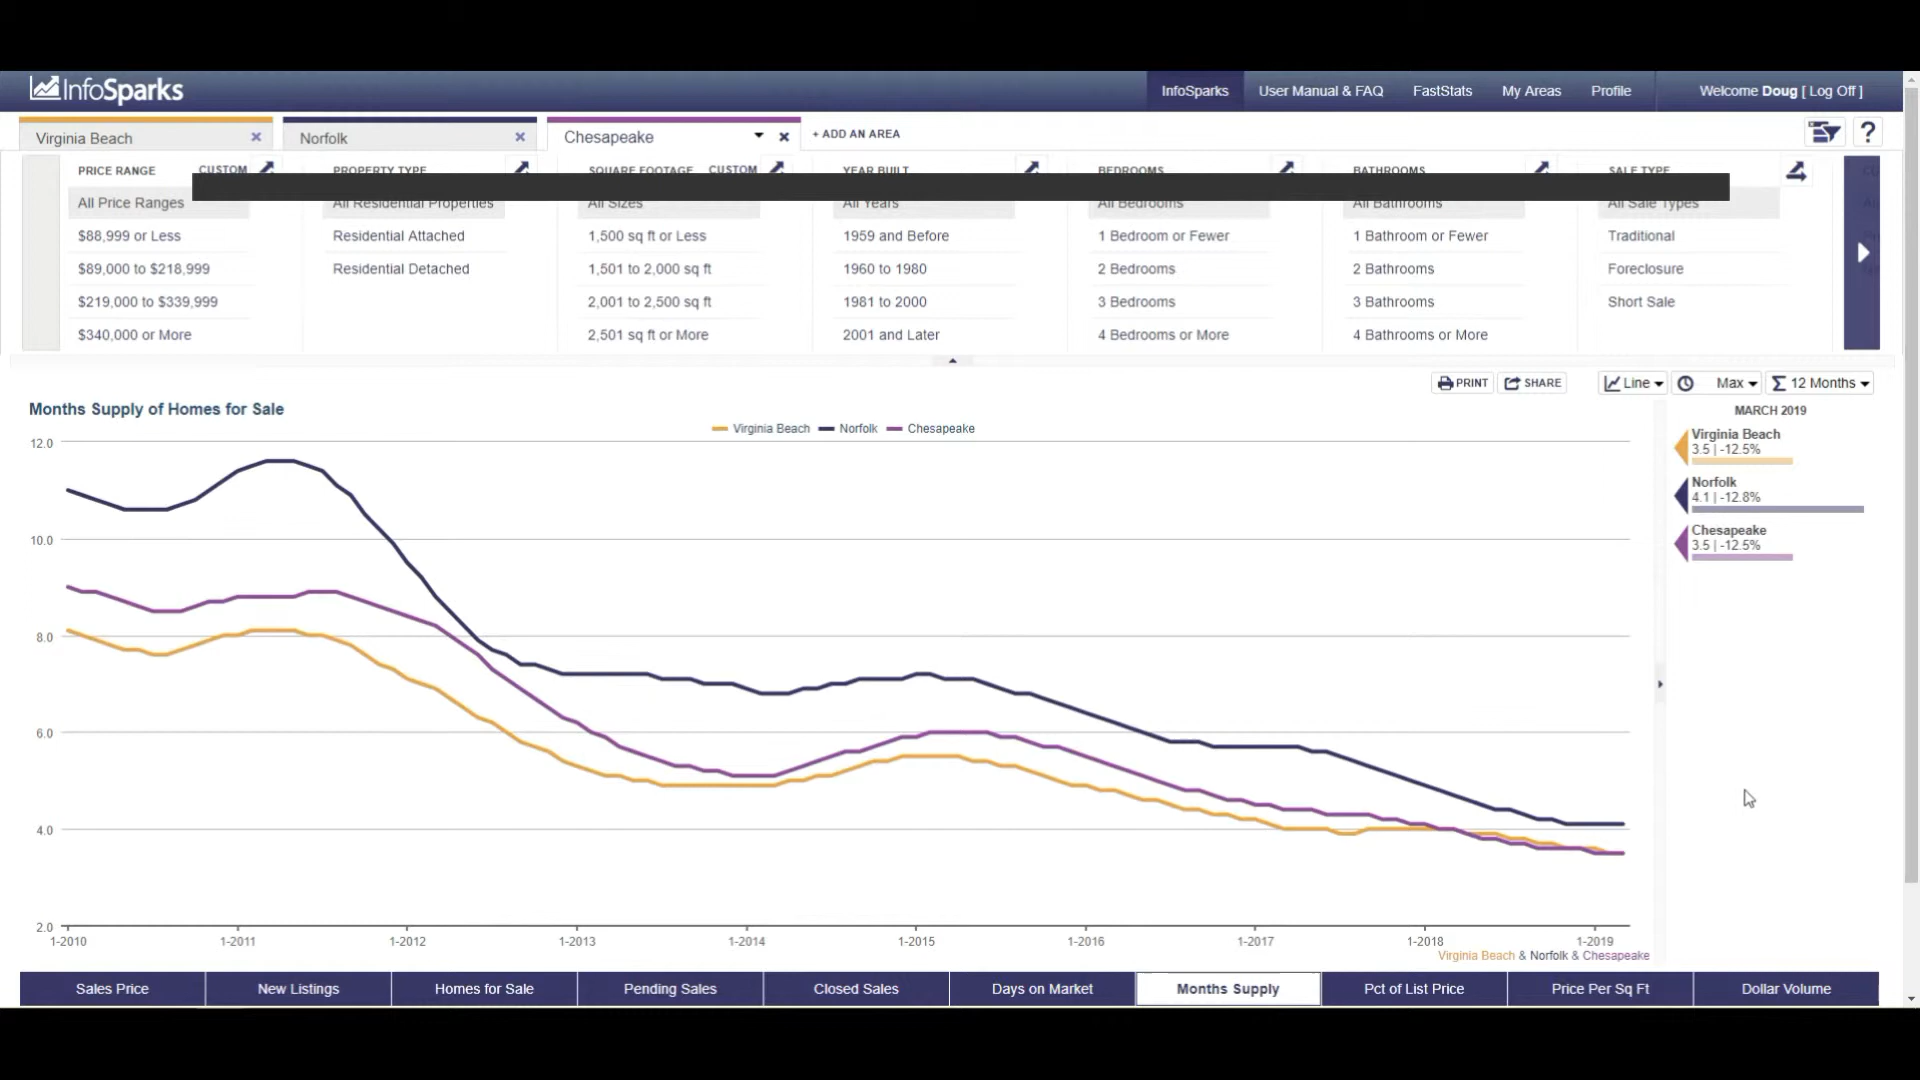 InfoSparks
InfoSparks User Manual & FAQ FastStats My Areas Profile Welcome Doug [ Log Off ]
Virginia Beach × Norfolk × Chesapeake × + ADD AN AREA ?
PRICE RANGE CUSTOM PROPERTY TYPE SQUARE FOOTAGE CUSTOM YEAR BUILT BEDROOMS BATHROOMS SALE TYPE
All Price Ranges All Residential Properties All Sizes All Years All Bedrooms All Bathrooms All Sale Types
$88,999 or Less Residential Attached 1,500 sq ft or Less 1959 and Before 1 Bedroom or Fewer 1 Bathroom or Fewer Traditional
$89,000 to $218,999 Residential Detached 1,501 to 2,000 sq ft 1960 to 1980 2 Bedrooms 2 Bathrooms Foreclosure
$219,000 to $339,999 2,001 to 2,500 sq ft 1981 to 2000 3 Bedrooms 3 Bathrooms Short Sale
$340,000 or More 2,501 sq ft or More 2001 and Later 4 Bedrooms or More 4 Bathrooms or More
PRINT SHARE Line Max Σ 12 Months
Months Supply of Homes for Sale
Virginia Beach Norfolk Chesapeake
MARCH 2019
Virginia Beach
3.5 | -12.5%
Norfolk
4.1 | -12.8%
Chesapeake
3.5 | -12.5%
12.0
10.0
8.0
6.0
4.0
2.0
1-2010 1-2011 1-2012 1-2013 1-2014 1-2015 1-2016 1-2017 1-2018 1-2019
Virginia Beach & Norfolk & Chesapeake
Sales Price New Listings Homes for Sale Pending Sales Closed Sales Days on Market Months Supply Pct of List Price Price Per Sq Ft Dollar Volume